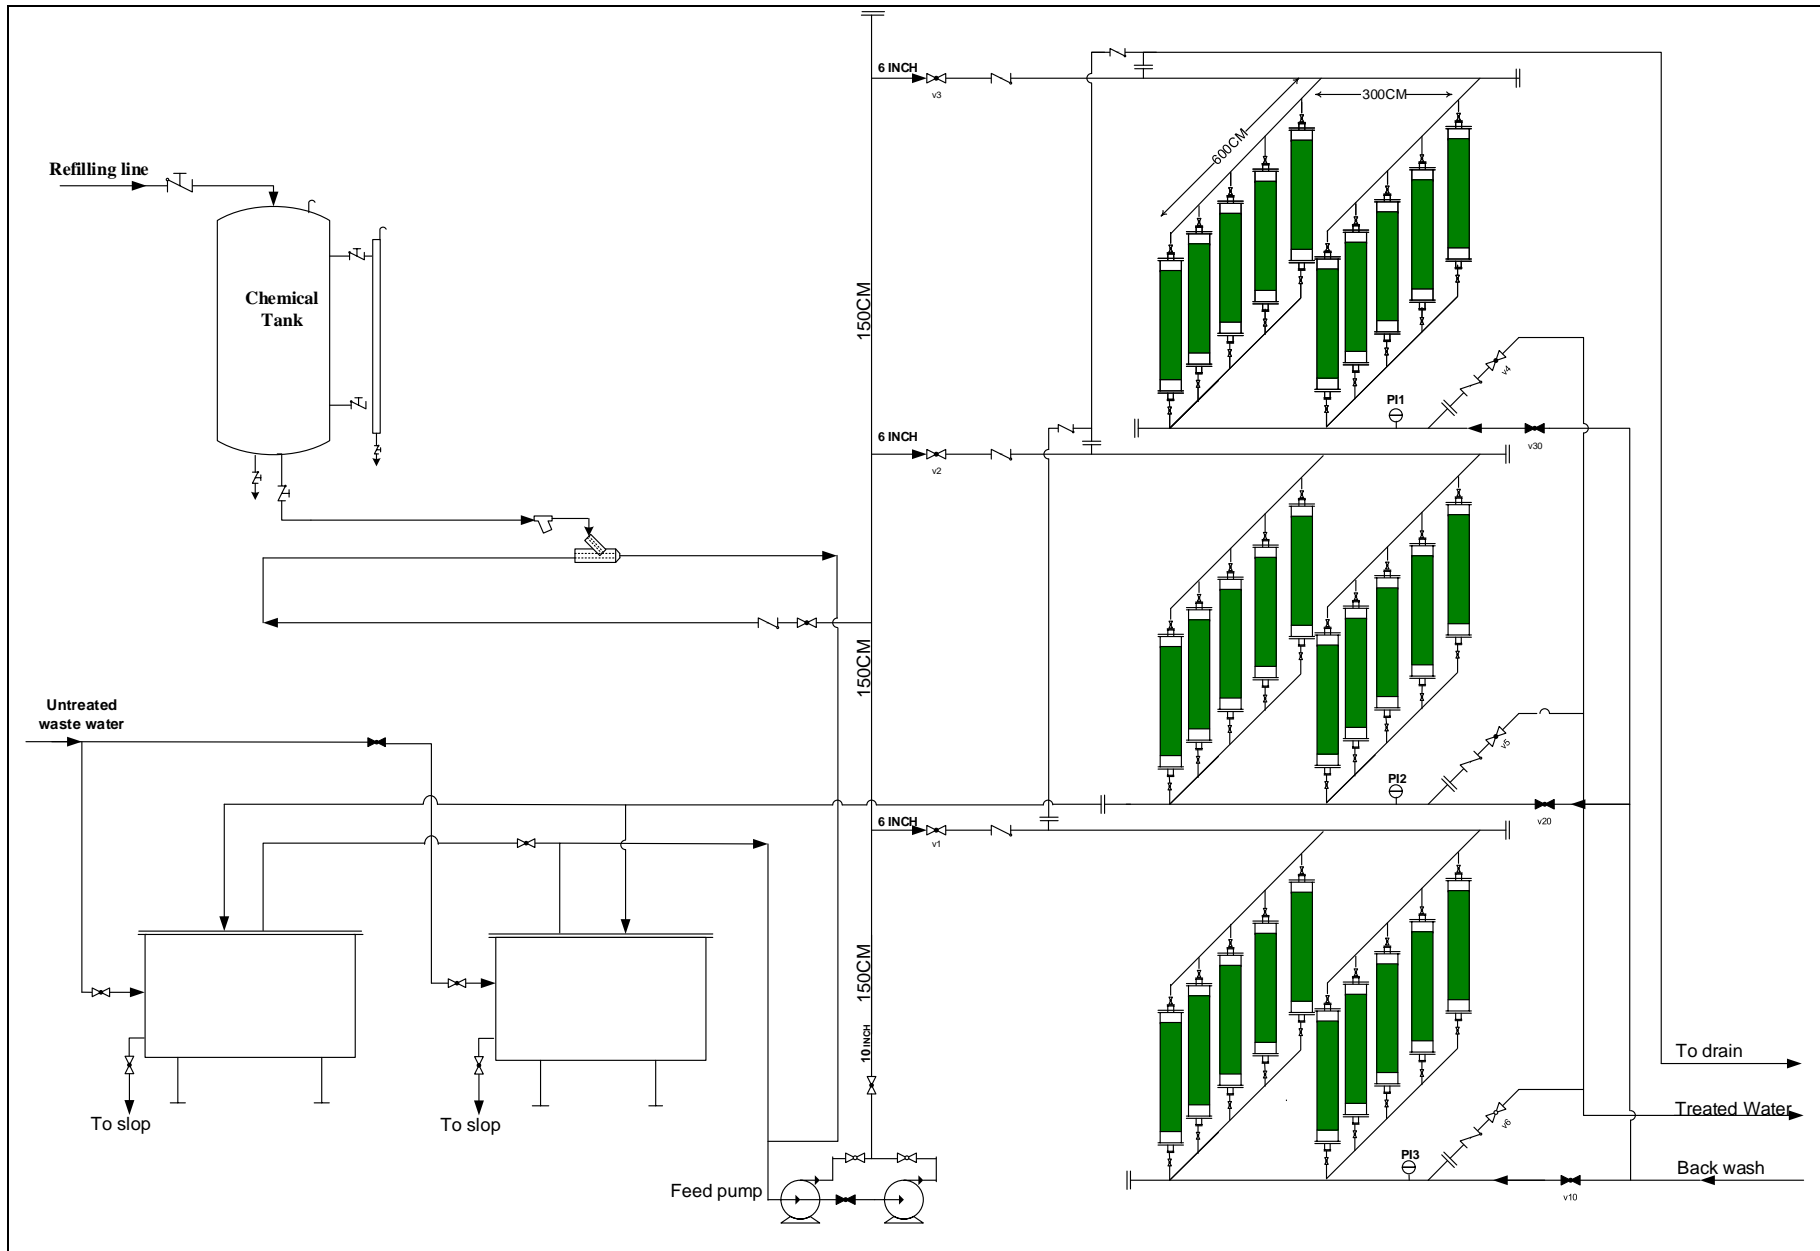 6 INCH
v3
300CM
600CM
Refilling line
Chemical
Tank
150CM
v4
PI1
v30
6 INCH
v2
150CM
Untreated
waste water
v5
PI2
v20
6 INCH
v1
150CM
10 INCH
To drain
Treated Water
To slop
To slop
v6
PI3
Back wash
v10
Feed pump